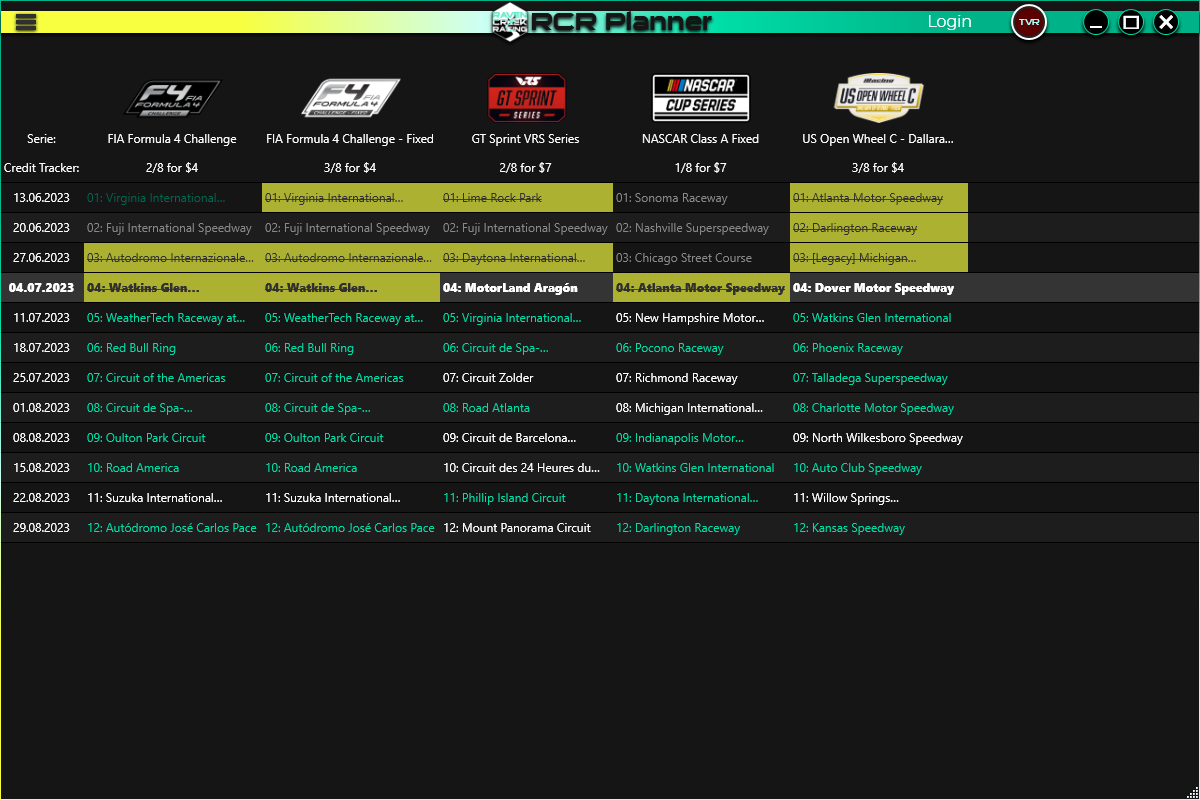 RAVEN CREEK RACING RCR Planner Login TVR
F4 FIA FORMULA 4 CHALLENGE F4 FIA FORMULA 4 CHALLENGE - FIXED VRS GT SPRINT SERIES NASCAR CUP SERIES iRacing US OPEN WHEEL C
Serie: FIA Formula 4 Challenge FIA Formula 4 Challenge - Fixed GT Sprint VRS Series NASCAR Class A Fixed US Open Wheel C - Dallara...
Credit Tracker: 2/8 for $4 3/8 for $4 2/8 for $7 1/8 for $7 3/8 for $4
13.06.2023 01: Virginia International... 01: Virginia International... 01: Lime Rock Park 01: Sonoma Raceway 01: Atlanta Motor Speedway
20.06.2023 02: Fuji International Speedway 02: Fuji International Speedway 02: Fuji International Speedway 02: Nashville Superspeedway 02: Darlington Raceway
27.06.2023 03: Autodromo Internazionale... 03: Autodromo Internazionale... 03: Daytona International... 03: Chicago Street Course 03: [Legacy] Michigan...
04.07.2023 04: Watkins Glen... 04: Watkins Glen... 04: MotorLand Aragón 04: Atlanta Motor Speedway 04: Dover Motor Speedway
11.07.2023 05: WeatherTech Raceway at... 05: WeatherTech Raceway at... 05: Virginia International... 05: New Hampshire Motor... 05: Watkins Glen International
18.07.2023 06: Red Bull Ring 06: Red Bull Ring 06: Circuit de Spa-... 06: Pocono Raceway 06: Phoenix Raceway
25.07.2023 07: Circuit of the Americas 07: Circuit of the Americas 07: Circuit Zolder 07: Richmond Raceway 07: Talladega Superspeedway
01.08.2023 08: Circuit de Spa-... 08: Circuit de Spa-... 08: Road Atlanta 08: Michigan International... 08: Charlotte Motor Speedway
08.08.2023 09: Oulton Park Circuit 09: Oulton Park Circuit 09: Circuit de Barcelona... 09: Indianapolis Motor... 09: North Wilkesboro Speedway
15.08.2023 10: Road America 10: Road America 10: Circuit des 24 Heures du... 10: Watkins Glen International 10: Auto Club Speedway
22.08.2023 11: Suzuka International... 11: Suzuka International... 11: Phillip Island Circuit 11: Daytona International... 11: Willow Springs...
29.08.2023 12: Autódromo José Carlos Pace 12: Autódromo José Carlos Pace 12: Mount Panorama Circuit 12: Darlington Raceway 12: Kansas Speedway